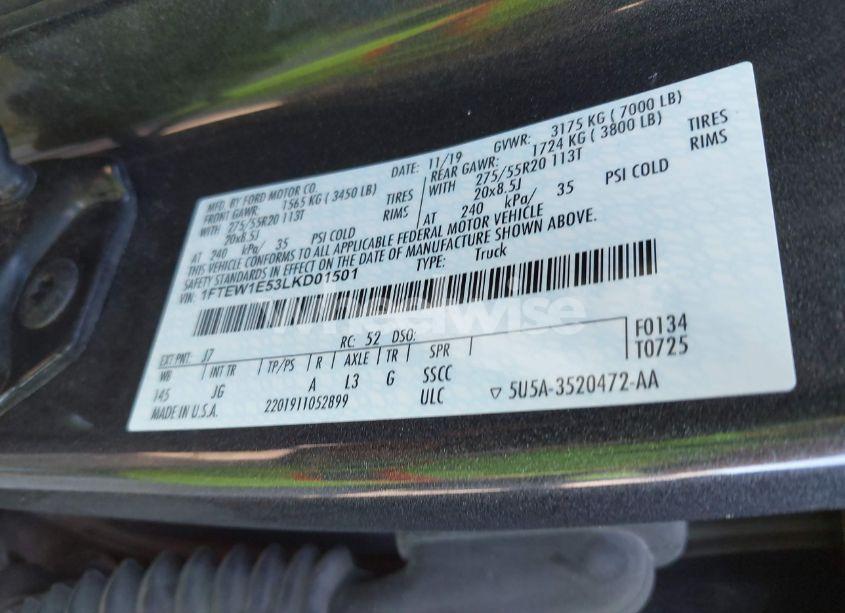 MFD. BY FORD MOTOR CO. DATE: 11/19 GVWR: 3175 KG ( 7000 LB)
FRONT GAWR: 1565 KG ( 3450 LB) REAR GAWR: 1724 KG ( 3800 LB)
WITH 275/55R20 113T TIRES WITH 275/55R20 113T TIRES
20x8.5J RIMS 20x8.5J RIMS
AT 240 kPa/ 35 PSI COLD AT 240 kPa/ 35 PSI COLD
THIS VEHICLE CONFORMS TO ALL APPLICABLE FEDERAL MOTOR VEHICLE
STANDARDS IN EFFECT ON THE DATE OF MANUFACTURE SHOWN ABOVE.
VIN: 1FTEW1E53LKD01501 TYPE: Truck
wheelwise
EXT PNT: J7 RC: 52 DSO: F0134
WB INT TR TP/PS R AXLE TR SPR T0725
145 JG A L3 G SSCC
MADE IN U.S.A. 2201911052899 ULC ▽ 5U5A-3520472-AA